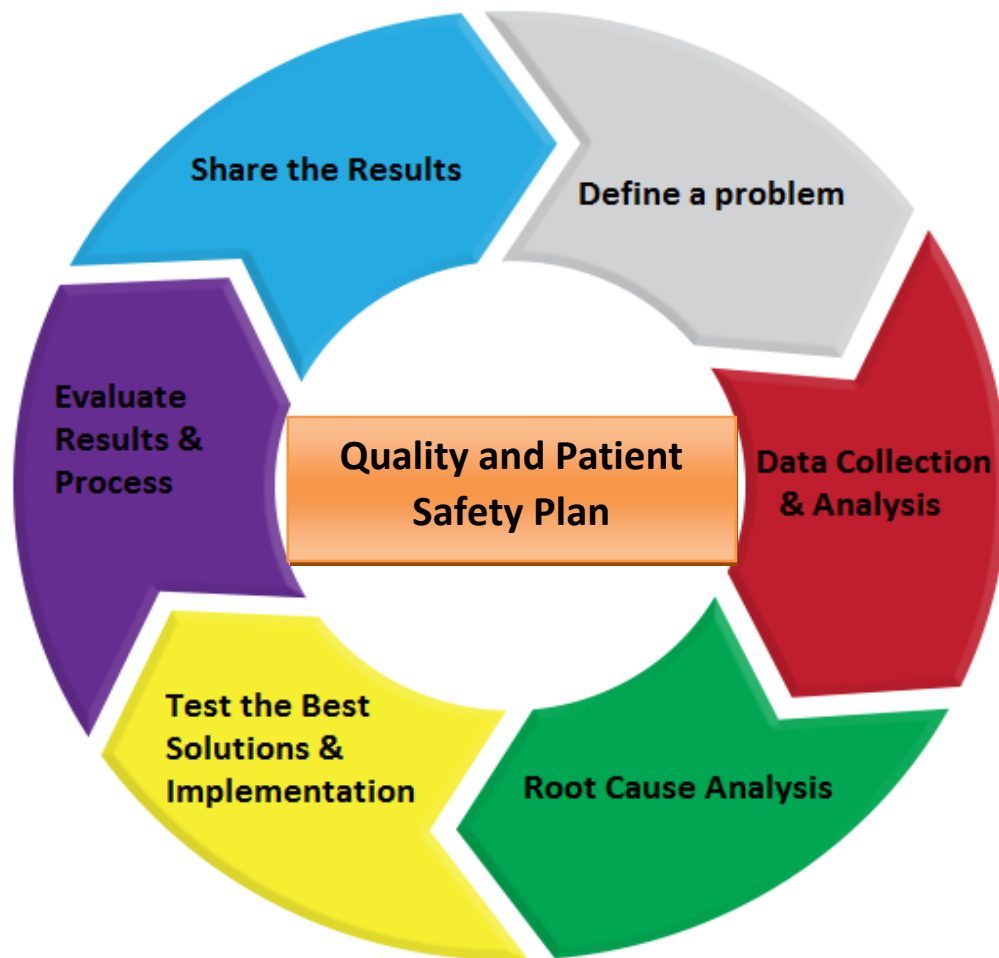 Share the Results
Define a problem
Data Collection
& Analysis
Root Cause Analysis
Test the Best
Solutions &
Implementation
Evaluate
Results &
Process
Quality and Patient
Safety Plan